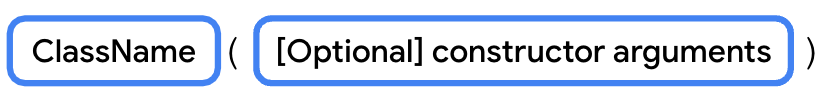 ClassName ( [Optional] constructor arguments )